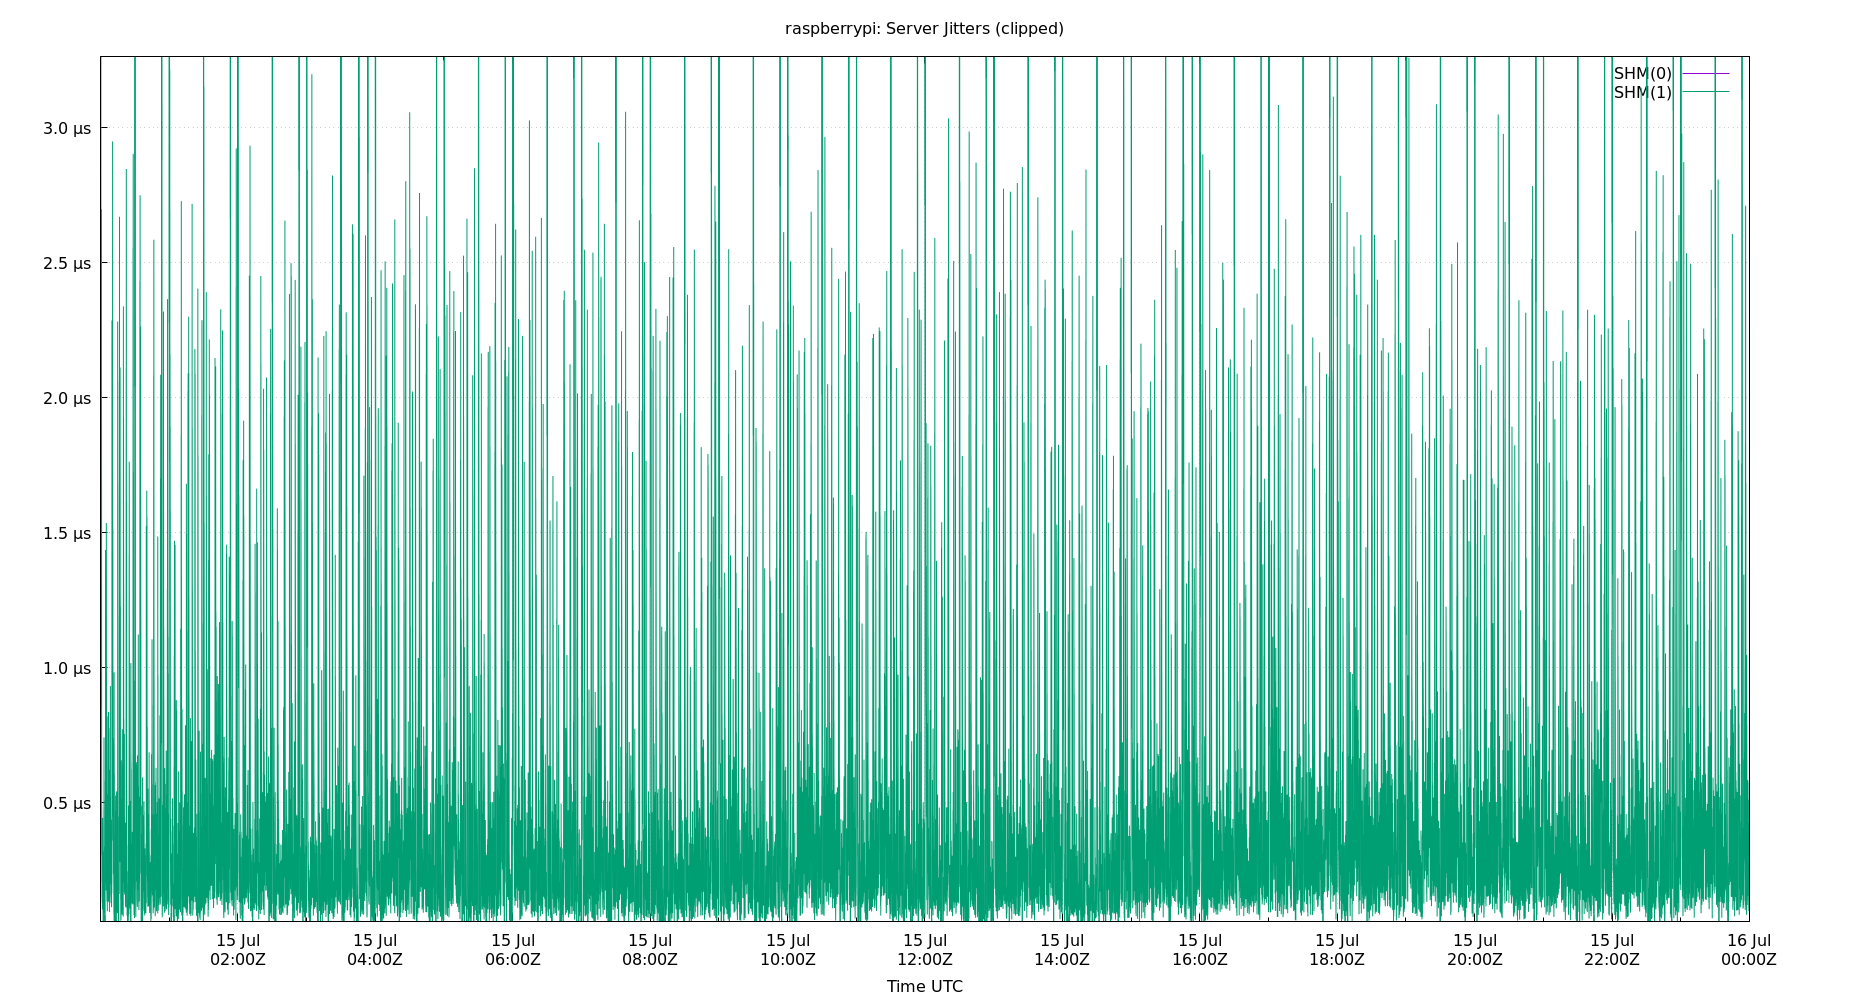 raspberrypi: Server Jitters (clipped)
SHM(0)
SHM(1)
3.0 μs
2.5 μs
2.0 μs
1.5 μs
1.0 μs
0.5 μs
15 Jul 15 Jul 15 Jul 15 Jul 15 Jul 15 Jul 15 Jul 15 Jul 15 Jul 15 Jul 15 Jul 16 Jul
02:00Z 04:00Z 06:00Z 08:00Z 10:00Z 12:00Z 14:00Z 16:00Z 18:00Z 20:00Z 22:00Z 00:00Z
Time UTC